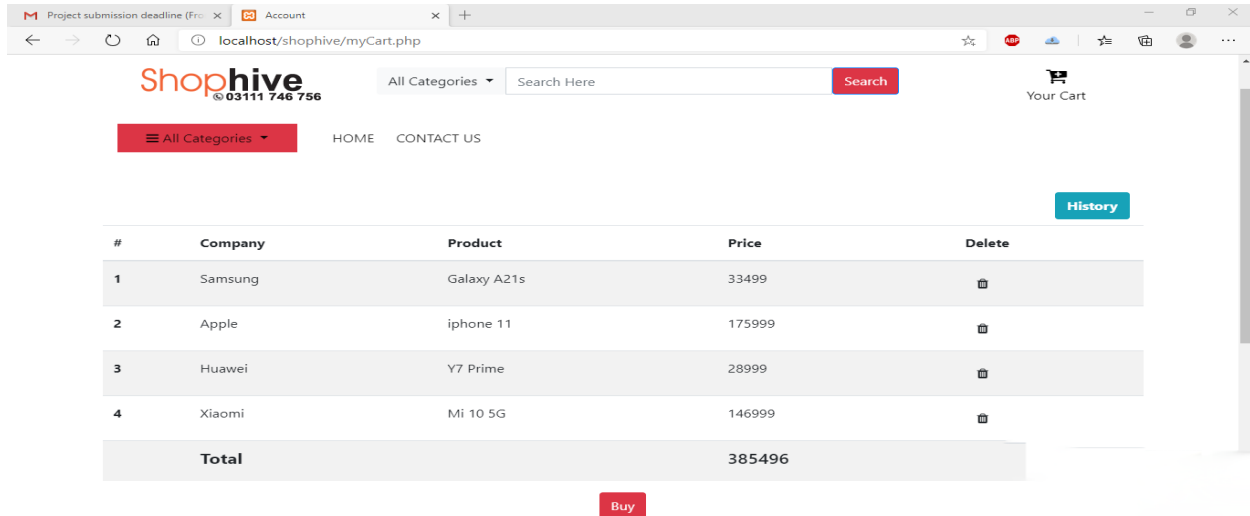 Project submission deadline (Fro
Account
localhost/shophive/myCart.php
ABP
Shophive
03111 746 756
All Categories
Search Here
Search
Your Cart
All Categories
HOME
CONTACT US
History
# Company Product Price Delete
1 Samsung Galaxy A21s 33499
2 Apple iphone 11 175999
3 Huawei Y7 Prime 28999
4 Xiaomi Mi 10 5G 146999
Total 385496
Buy